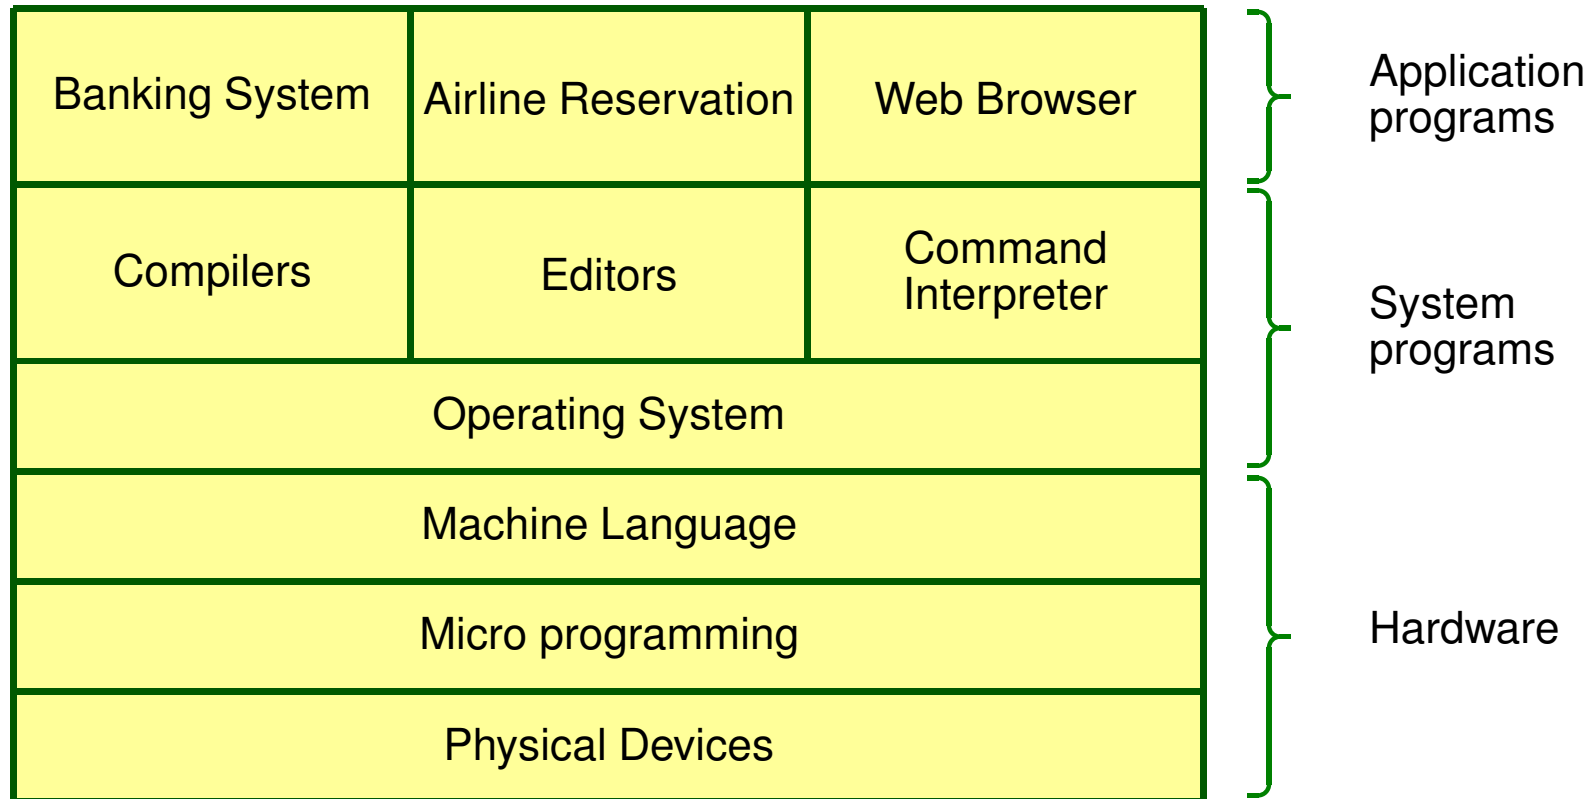 Banking System
Airline Reservation
Web Browser
Application
programs
Compilers
Editors
Command
Interpreter
System
programs
Operating System
Machine Language
Micro programming
Hardware
Physical Devices